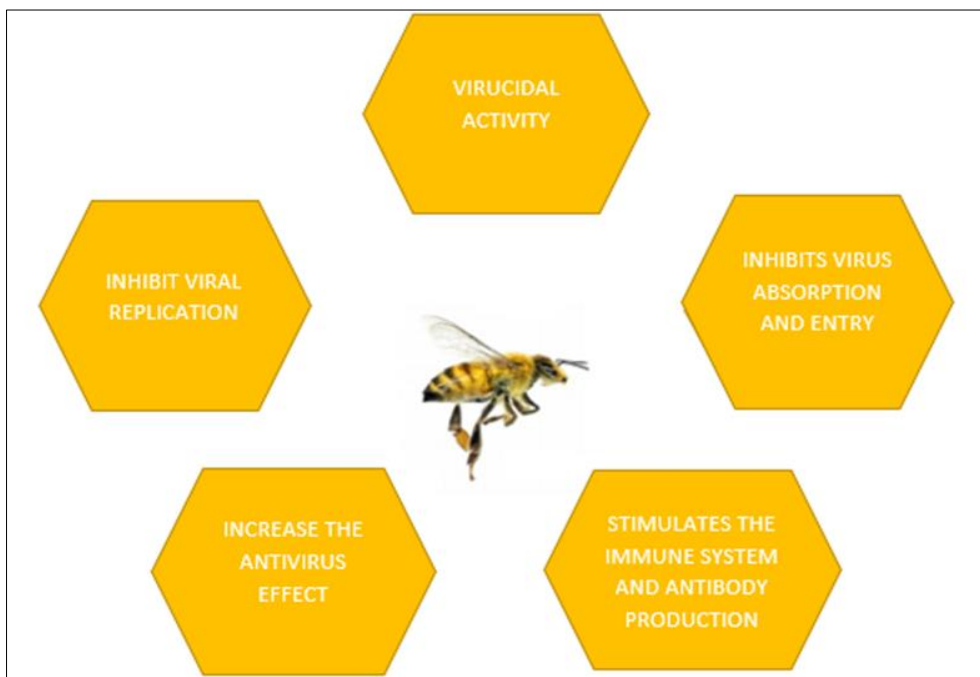 VIRUCIDAL
ACTIVITY
INHIBIT VIRAL
REPLICATION
INHIBITS VIRUS
ABSORPTION
AND ENTRY
INCREASE THE
ANTIVIRUS
EFFECT
STIMULATES THE
IMMUNE SYSTEM
AND ANTIBODY
PRODUCTION